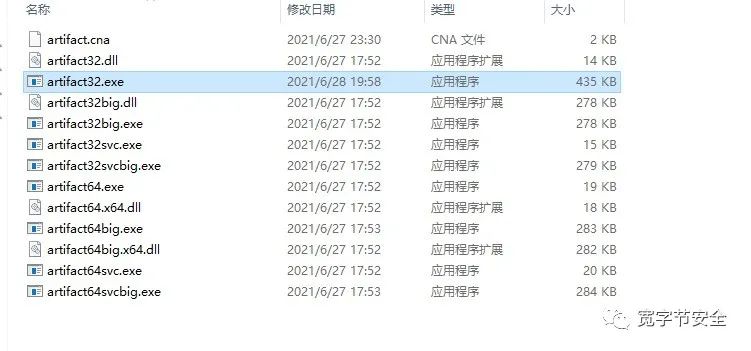 名称 修改日期 类型 大小
artifact.cna 2021/6/27 23:30 CNA 文件 2 KB
artifact32.dll 2021/6/27 17:52 应用程序扩展 14 KB
artifact32.exe 2021/6/28 19:58 应用程序 435 KB
artifact32big.dll 2021/6/27 17:52 应用程序扩展 278 KB
artifact32big.exe 2021/6/27 17:52 应用程序 278 KB
artifact32svc.exe 2021/6/27 17:52 应用程序 15 KB
artifact32svcbig.exe 2021/6/27 17:52 应用程序 279 KB
artifact64.exe 2021/6/27 17:52 应用程序 19 KB
artifact64.x64.dll 2021/6/27 17:52 应用程序扩展 18 KB
artifact64big.exe 2021/6/27 17:53 应用程序 283 KB
artifact64big.x64.dll 2021/6/27 17:52 应用程序扩展 282 KB
artifact64svc.exe 2021/6/27 17:52 应用程序 20 KB
artifact64svcbig.exe 2021/6/27 17:53 应用程序 284 KB
宽字节安全